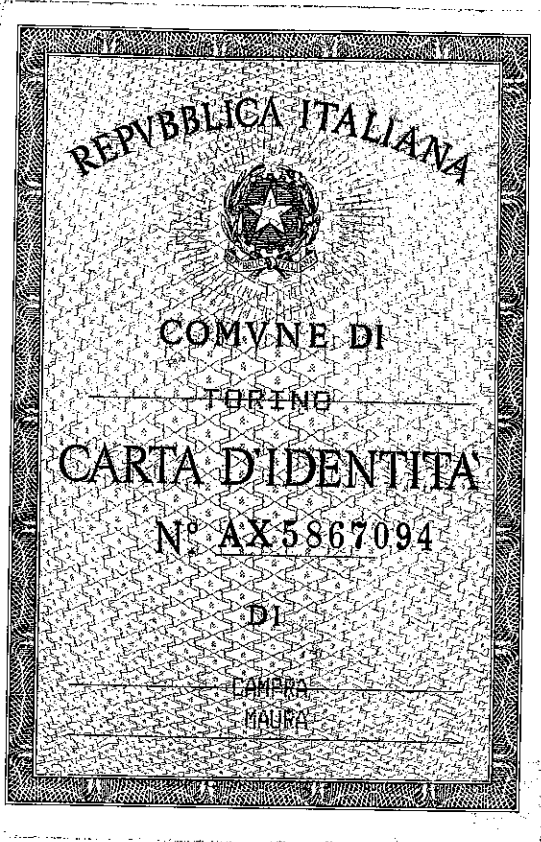 REPVBBLICA ITALIANA
COMVNE DI
TORINO
CARTA D'IDENTITA'
N.º AX5867094
DI
CAMPRA
MAURA